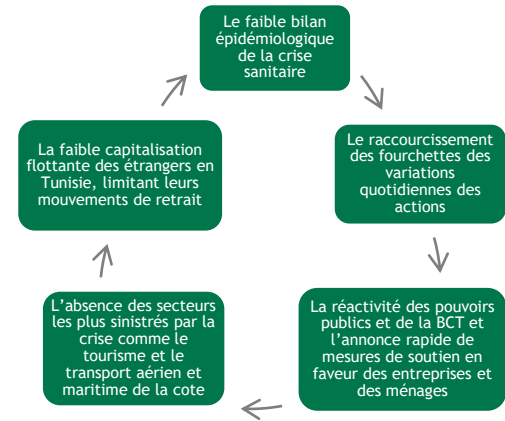 Le faible bilan
épidémiologique
de la crise
sanitaire
Le raccourcissement
des fourchettes des
variations
quotidiennes des
actions
La réactivité des pouvoirs
publics et de la BCT et
l’annonce rapide de
mesures de soutien en
faveur des entreprises et
des ménages
L’absence des secteurs
les plus sinistrés par la
crise comme le
tourisme et le
transport aérien et
maritime de la cote
La faible capitalisation
flottante des étrangers en
Tunisie, limitant leurs
mouvements de retrait